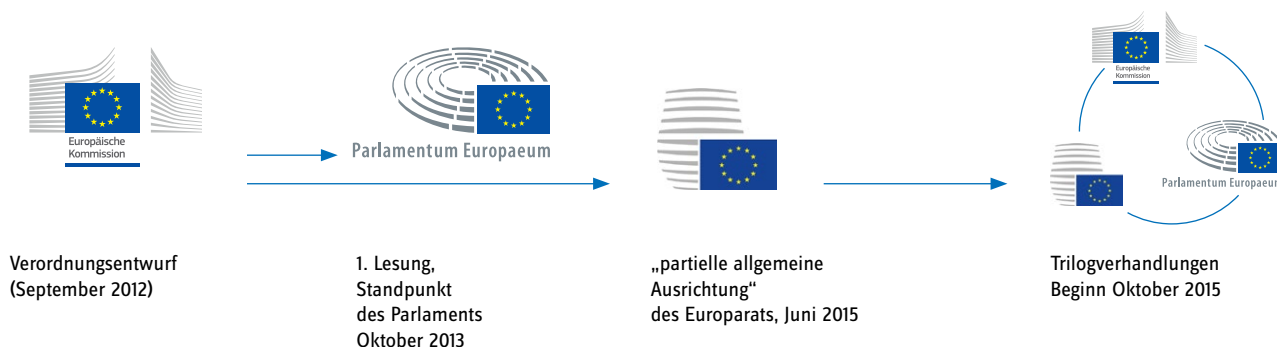 Europäische
Kommission
Parlamentum Europaeum
Europäische
Kommission
Parlamentum Europaeum
Verordnungsentwurf
(September 2012)
1. Lesung,
Standpunkt
des Parlaments
Oktober 2013
„partielle allgemeine
Ausrichtung“
des Europarats, Juni 2015
Trilogverhandlungen
Beginn Oktober 2015